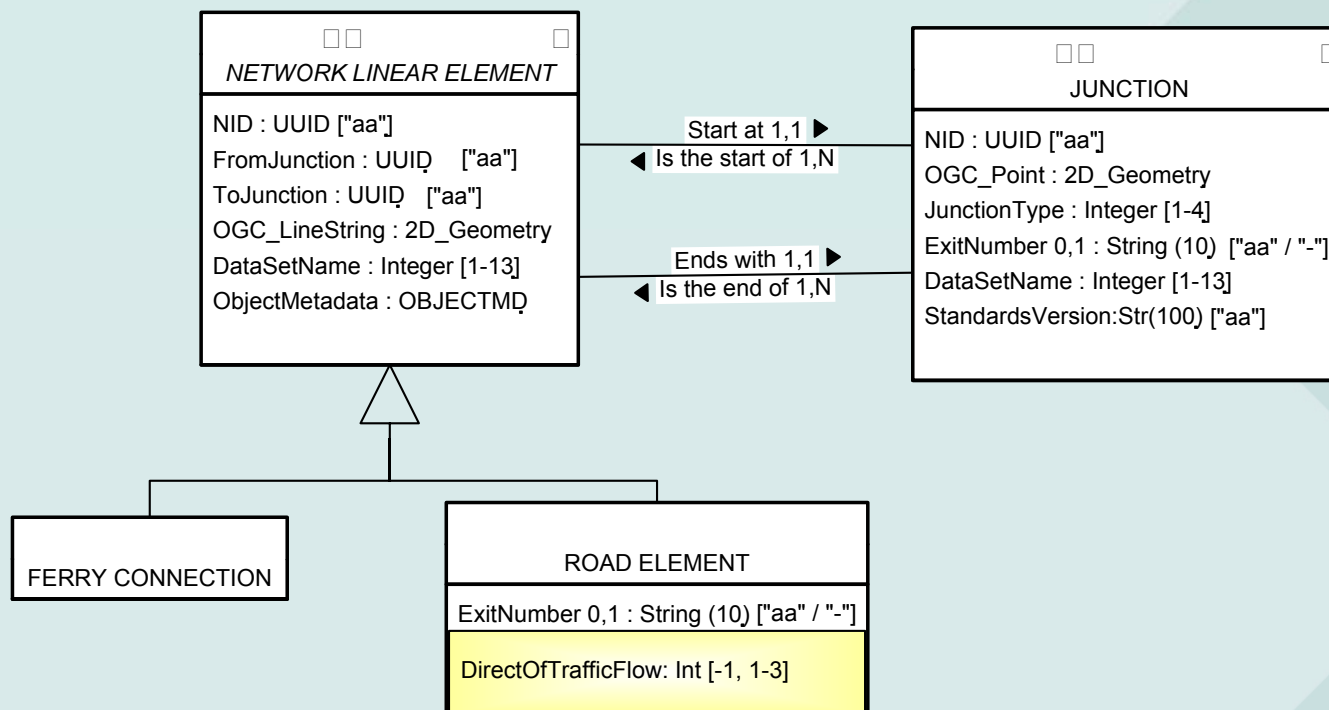 NETWORK LINEAR ELEMENT
NID : UUID ["aa"]
FromJunction : UUID ["aa"]
ToJunction : UUID ["aa"]
OGC_LineString : 2D_Geometry
DataSetName : Integer [1-13]
ObjectMetadata : OBJECTMD
Start at 1,1 ▶
◀ Is the start of 1,N
Ends with 1,1 ▶
◀ Is the end of 1,N
JUNCTION
NID : UUID ["aa"]
OGC_Point : 2D_Geometry
JunctionType : Integer [1-4]
ExitNumber 0,1 : String (10) ["aa" / "-"]
DataSetName : Integer [1-13]
StandardsVersion:Str(100) ["aa"]
FERRY CONNECTION
ROAD ELEMENT
ExitNumber 0,1 : String (10) ["aa" / "-"]
DirectOfTrafficFlow: Int [-1, 1-3]